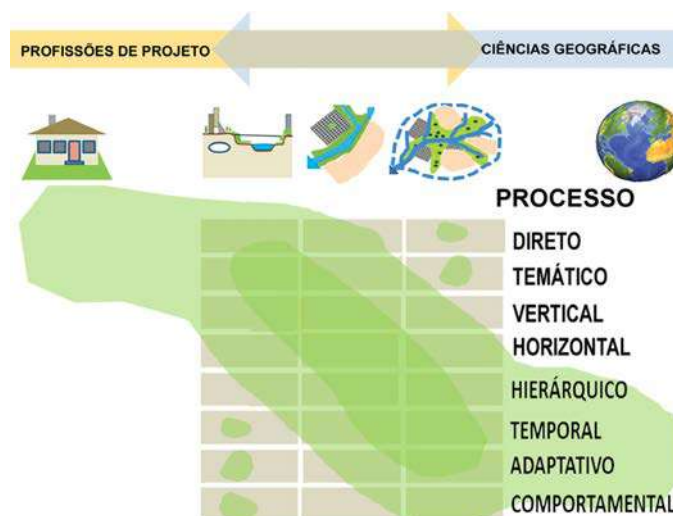 PROFISSÕES DE PROJETO
CIÊNCIAS GEOGRÁFICAS
PROCESSO
DIRETO
TEMÁTICO
VERTICAL
HORIZONTAL
HIERÁRQUICO
TEMPORAL
ADAPTATIVO
COMPORTAMENTAL